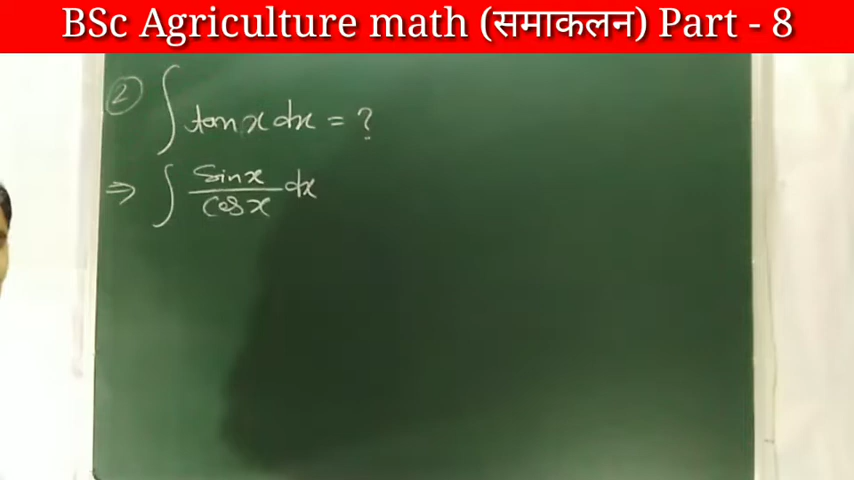 BSc Agriculture math (समाकलन) Part - 8
② ∫ tan x dx = ?
⇒ ∫ sin x / cos x dx